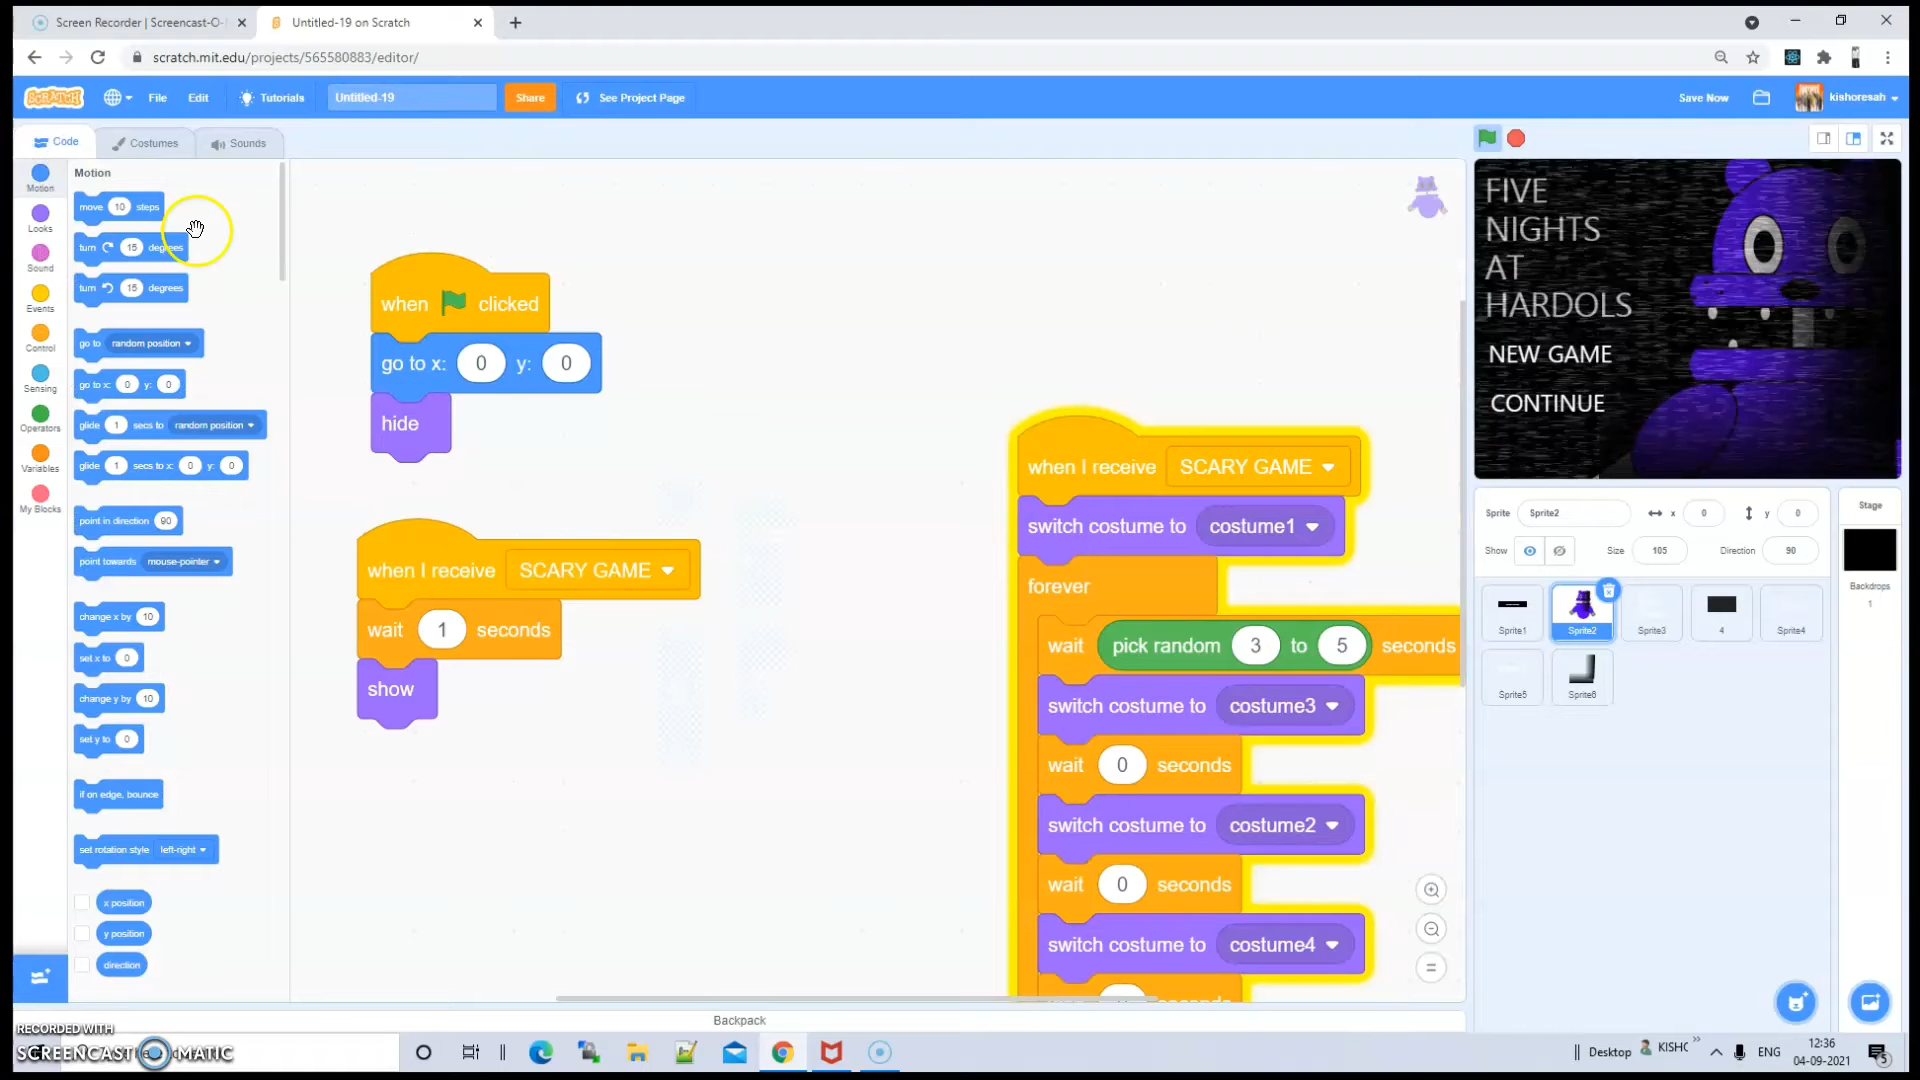 Screen Recorder | Screencast-O-
Untitled-19 on Scratch
scratch.mit.edu/projects/565580883/editor/
SCRATCH
File
Edit
Tutorials
Untitled-19
Share
See Project Page
Save Now
kishoresah
Code
Costumes
Sounds
Motion
Looks
Sound
Events
Control
Sensing
Operators
Variables
My Blocks
Motion
move 10 steps
turn 15 degrees
turn 15 degrees
go to random position
go to x: 0 y: 0
glide 1 secs to random position
glide 1 secs to x: 0 y: 0
point in direction 90
point towards mouse-pointer
change x by 10
set x to 0
change y by 10
set y to 0
if on edge, bounce
set rotation style left-right
x position
y position
direction
when clicked
go to x: 0 y: 0
hide
when I receive SCARY GAME
wait 1 seconds
show
when I receive SCARY GAME
switch costume to costume1
forever
wait pick random 3 to 5 seconds
switch costume to costume3
wait 0 seconds
switch costume to costume2
wait 0 seconds
switch costume to costume4
FIVE
NIGHTS
AT
HARDOLS
NEW GAME
CONTINUE
Sprite Sprite2 x 0 y 0
Show Size 105 Direction 90
Sprite1
Sprite2
Sprite3
4
Sprite4
Sprite5
Sprite6
Stage
Backdrops
1
Backpack
RECORDED WITH
SCREENCAST MATIC
Desktop
KISHC
ENG
12:36
04-09-2021
5